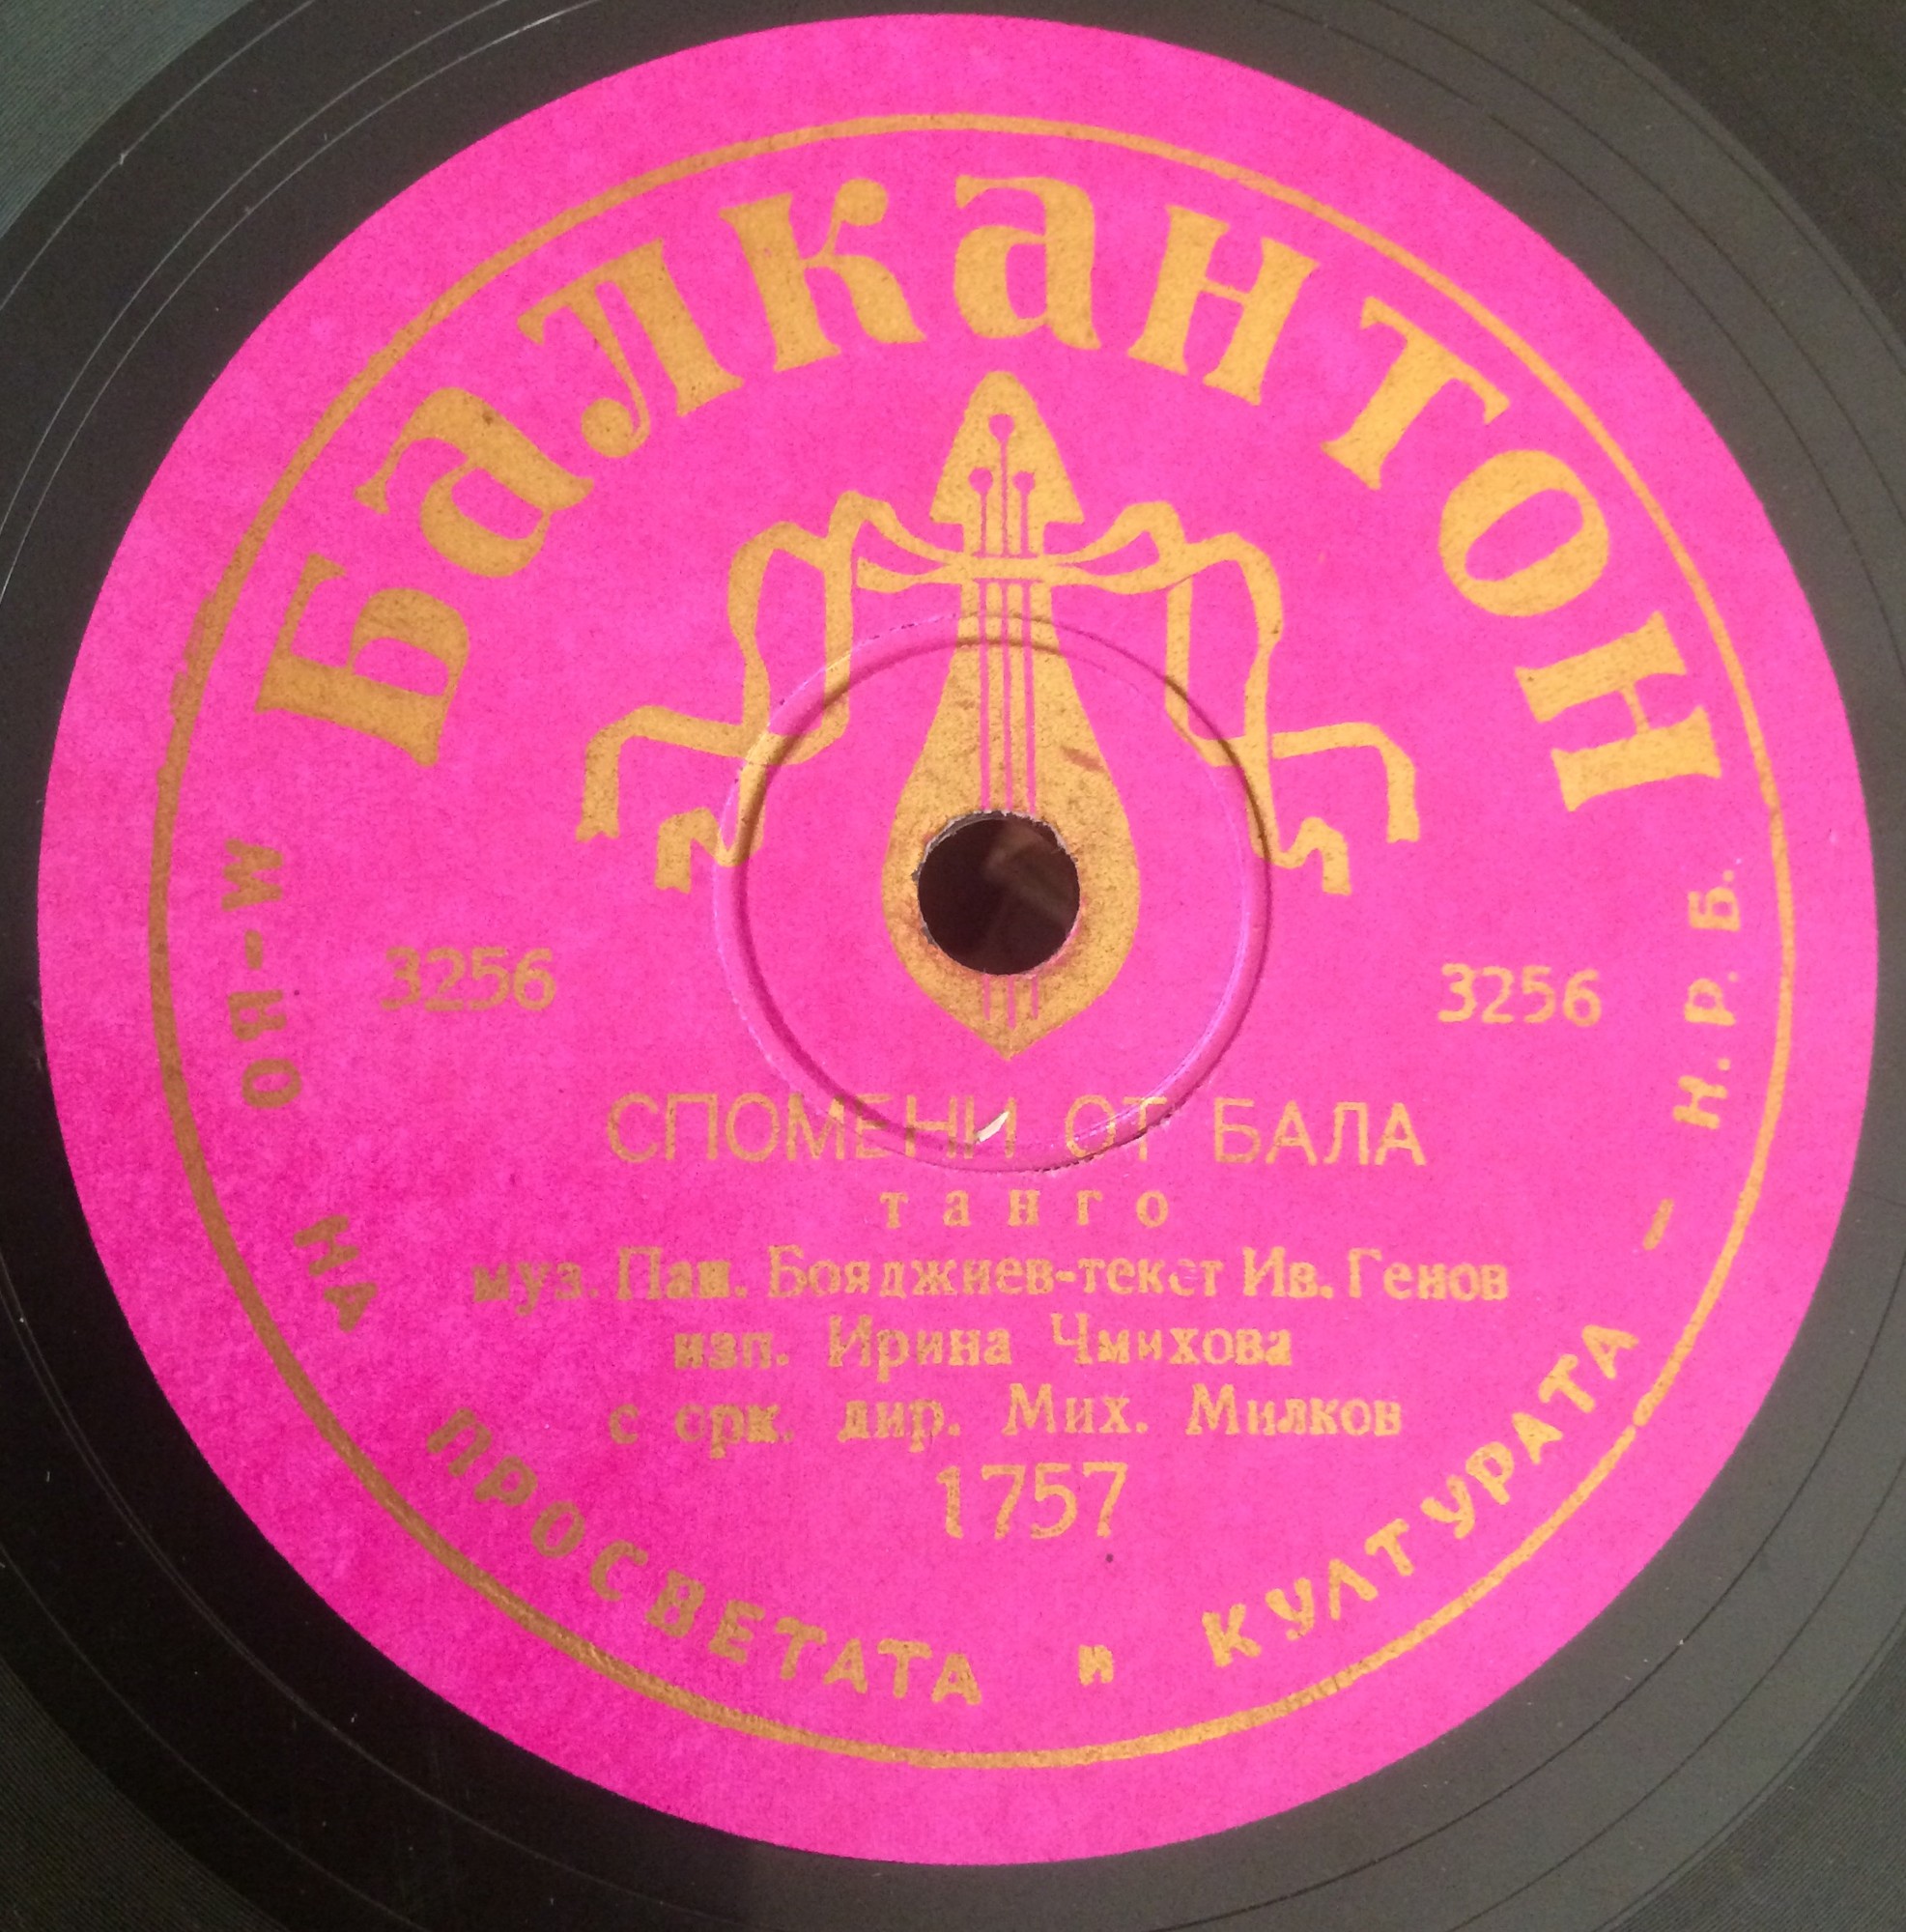 Балкантон
3256 3256
СПОМЕНИ ОТ БАЛА
танго
муз. Пан. Бояджиев-текст Ив. Генов
изп. Ирина Чмихова
с орк. дир. Мих. Милков
1757
М-ВО НА ПРОСВЕТАТА и КУЛТУРАТА – Н.Р.Б.